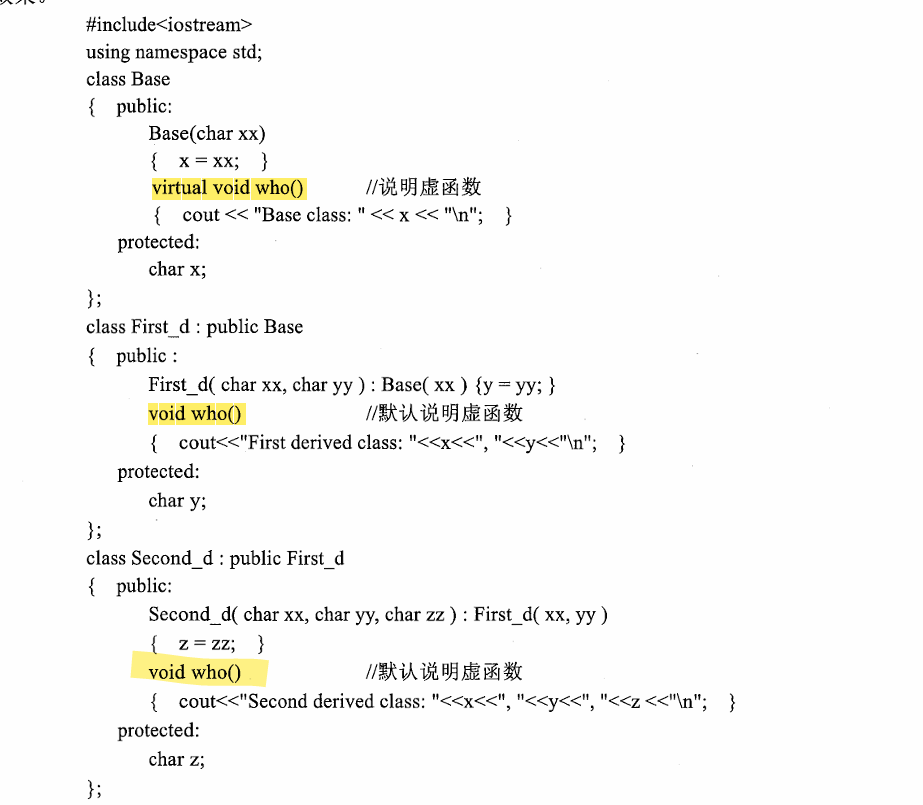 #include<iostream>
using namespace std;
class Base
{ public:
Base(char xx)
{ x = xx; }
virtual void who() //说明虚函数
{ cout << "Base class: " << x << "\n"; }
protected:
char x;
};
class First_d : public Base
{ public :
First_d( char xx, char yy ) : Base( xx ) {y = yy; }
void who() //默认说明虚函数
{ cout<<"First derived class: "<<x<<", "<<y<<"\n"; }
protected:
char y;
};
class Second_d : public First_d
{ public:
Second_d( char xx, char yy, char zz ) : First_d( xx, yy )
{ z = zz; }
void who() //默认说明虚函数
{ cout<<"Second derived class: "<<x<<", "<<y<<", "<<z <<"\n"; }
protected:
char z;
};